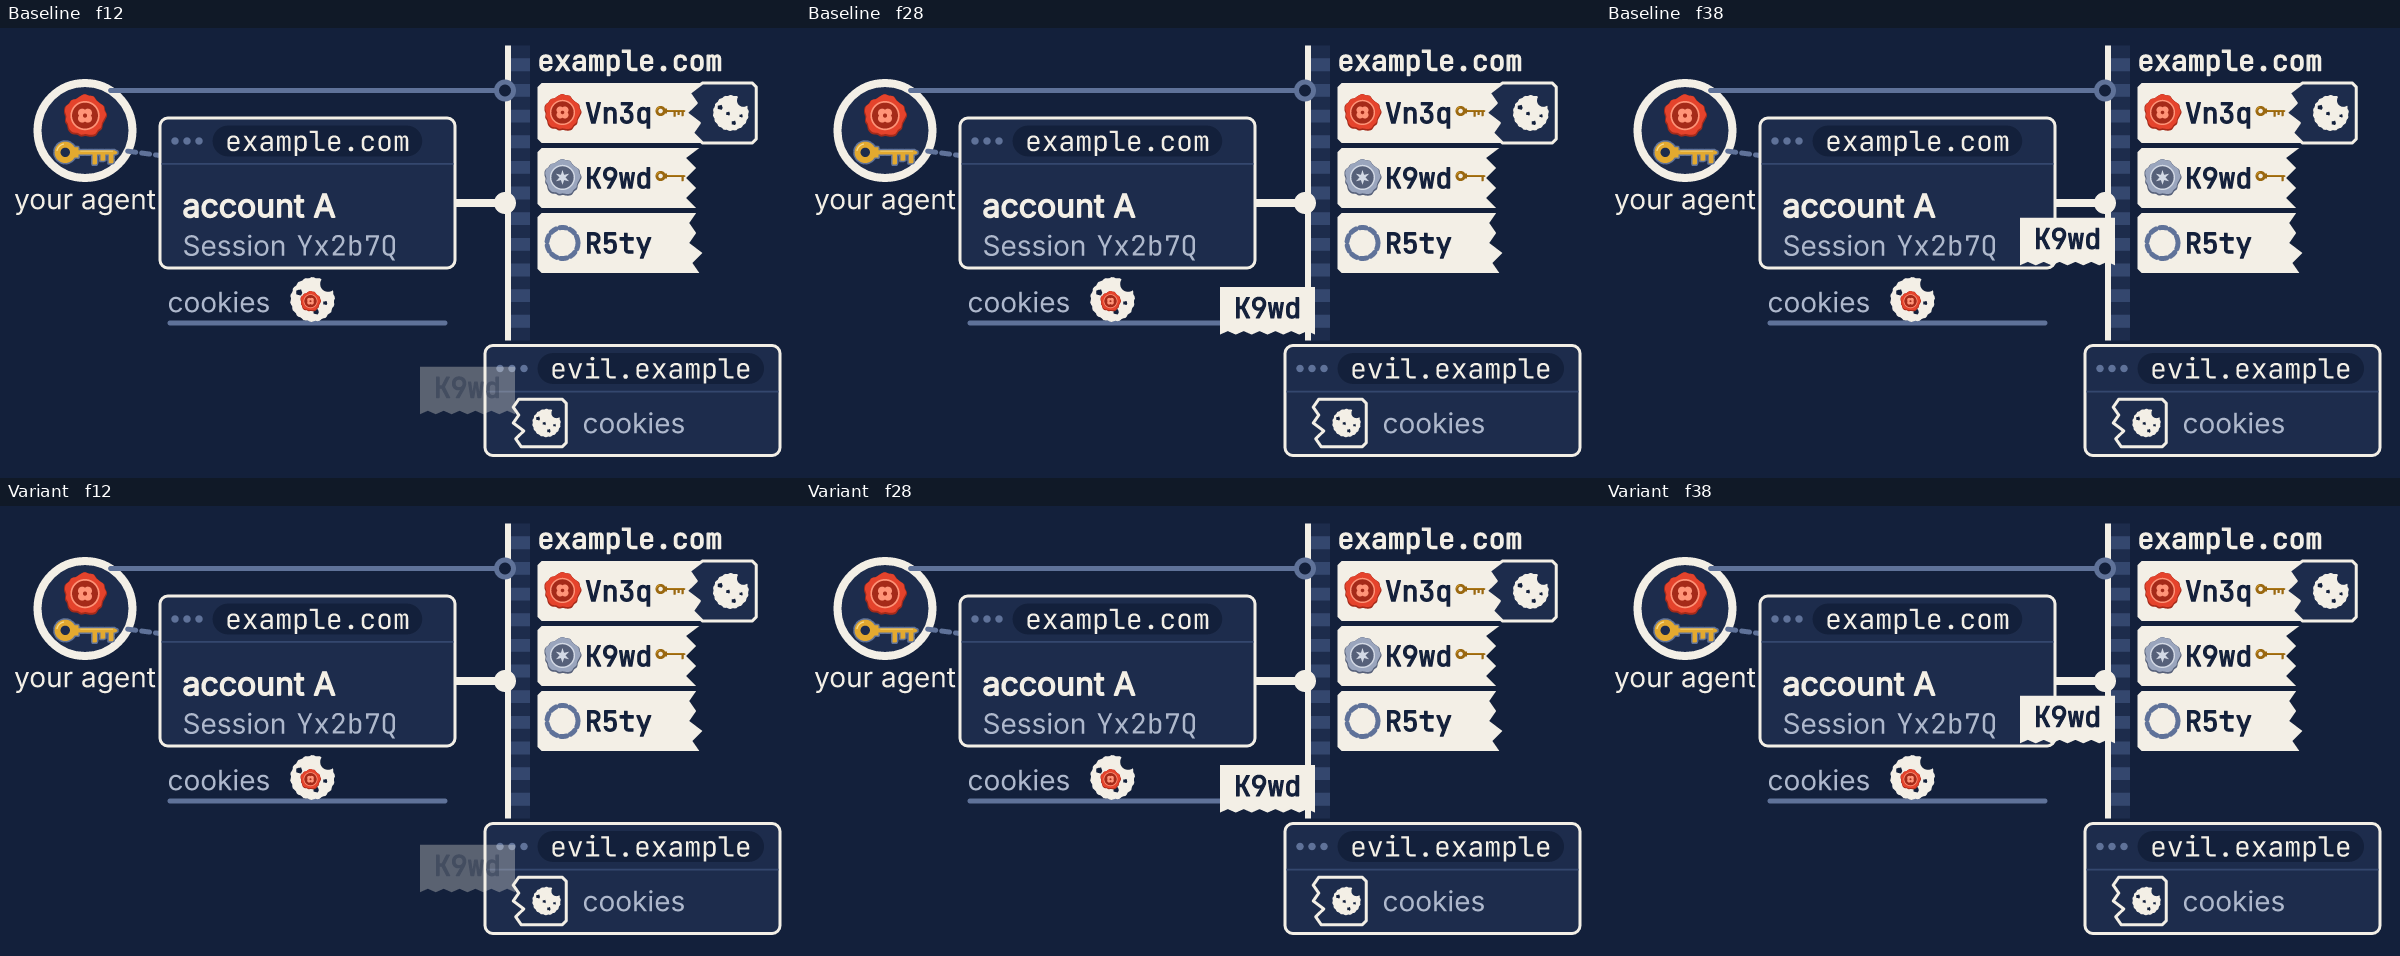 Baseline f12
example.com
Vn3q
example.com
K9wd
your agent
account A
Session Yx2b7Q
R5ty
cookies
evil.example
K9wd
cookies
Baseline f28
example.com
Vn3q
example.com
K9wd
your agent
account A
Session Yx2b7Q
R5ty
cookies
K9wd
evil.example
cookies
Baseline f38
example.com
Vn3q
example.com
K9wd
your agent
account A
K9wd
Session Yx2b7Q
R5ty
cookies
evil.example
cookies
Variant f12
example.com
Vn3q
example.com
K9wd
your agent
account A
Session Yx2b7Q
R5ty
cookies
evil.example
K9wd
cookies
Variant f28
example.com
Vn3q
example.com
K9wd
your agent
account A
Session Yx2b7Q
R5ty
cookies
K9wd
evil.example
cookies
Variant f38
example.com
Vn3q
example.com
K9wd
your agent
account A
K9wd
Session Yx2b7Q
R5ty
cookies
evil.example
cookies